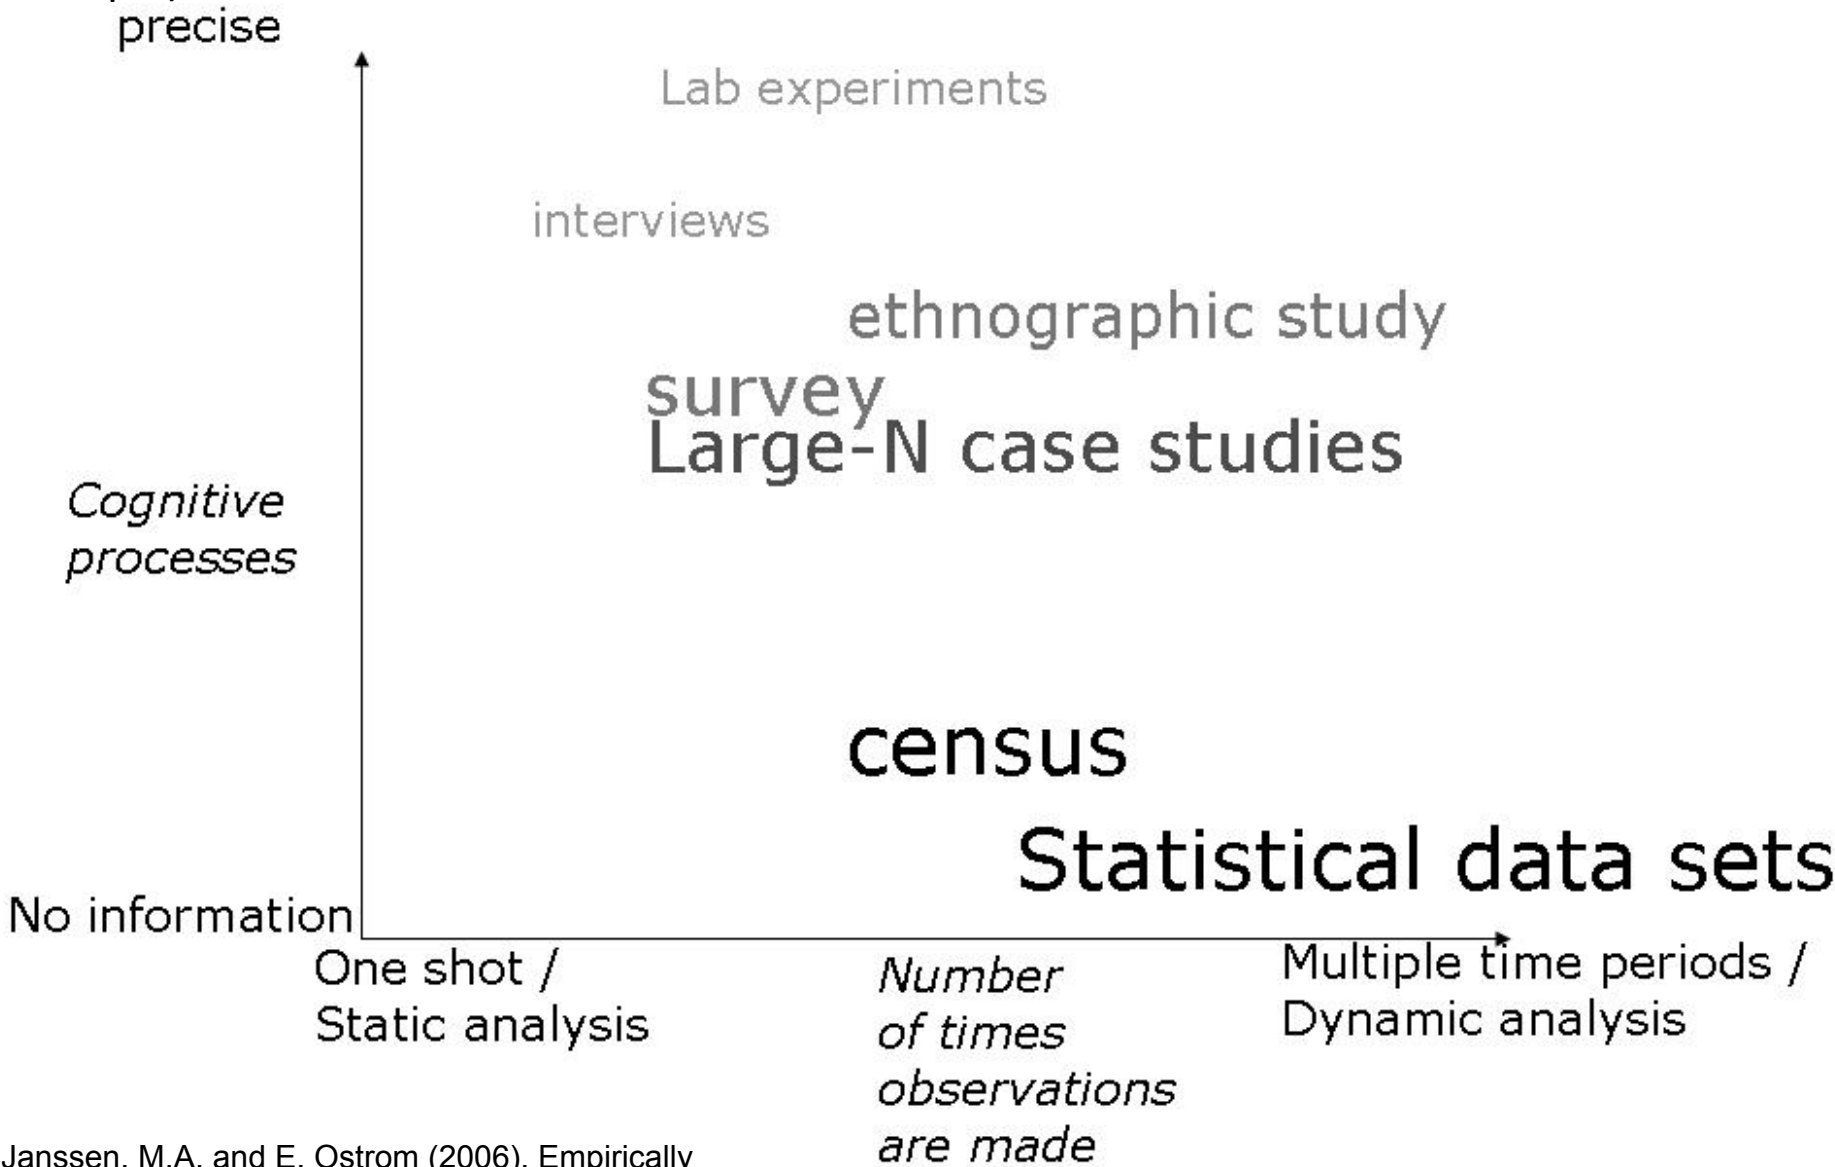 precise
Lab experiments
interviews
ethnographic study
survey
Large-N case studies
Cognitive
processes
census
Statistical data sets
No information
One shot /
Static analysis
Number
of times
observations
are made
Multiple time periods /
Dynamic analysis
Janssen, M.A. and E. Ostrom (2006). Empirically